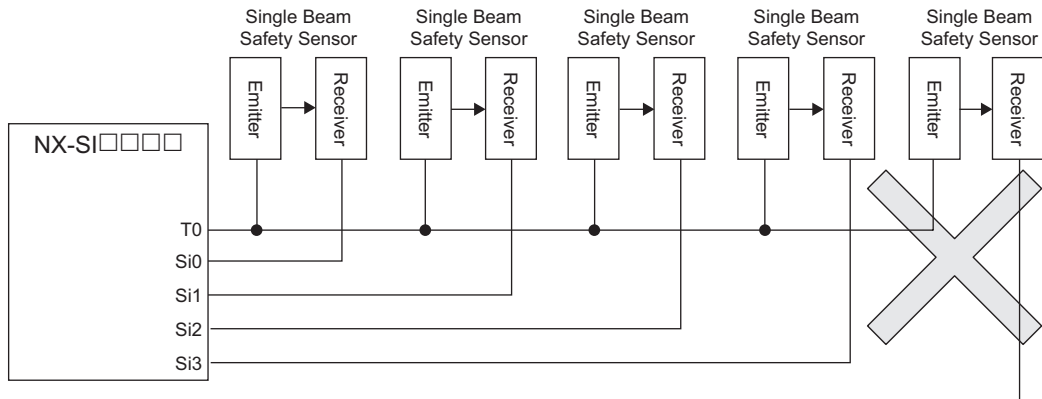 Single Beam
Safety Sensor
Single Beam
Safety Sensor
Single Beam
Safety Sensor
Single Beam
Safety Sensor
Single Beam
Safety Sensor
Emitter
Receiver
Emitter
Receiver
Emitter
Receiver
Emitter
Receiver
Emitter
Receiver
NX-SI□□□□
T0
Si0
Si1
Si2
Si3